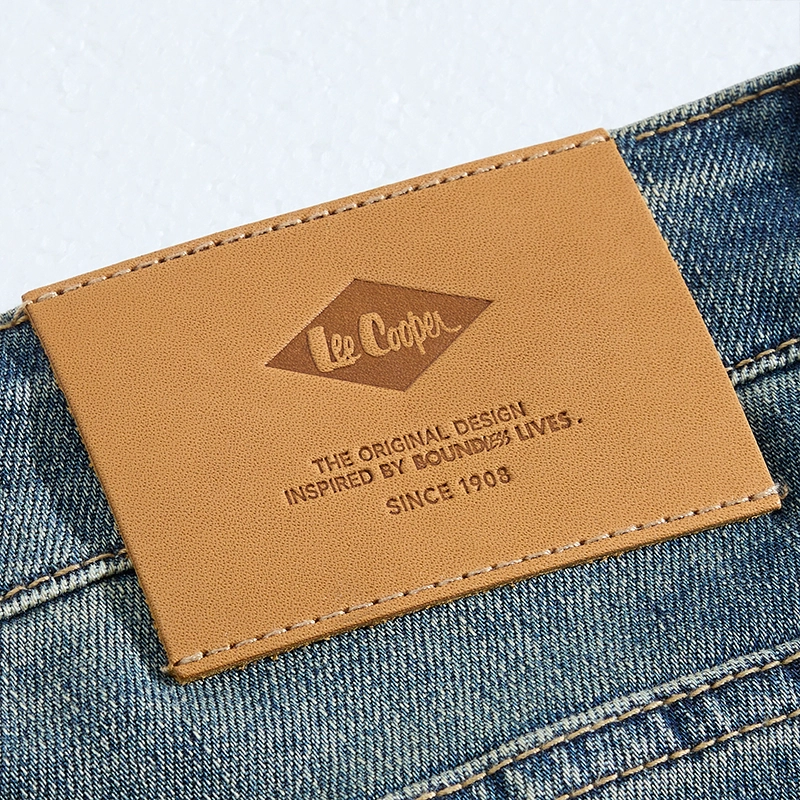 Lee Cooper
THE ORIGINAL DESIGN
INSPIRED BY BOUNDLESS LIVES.
SINCE 1908